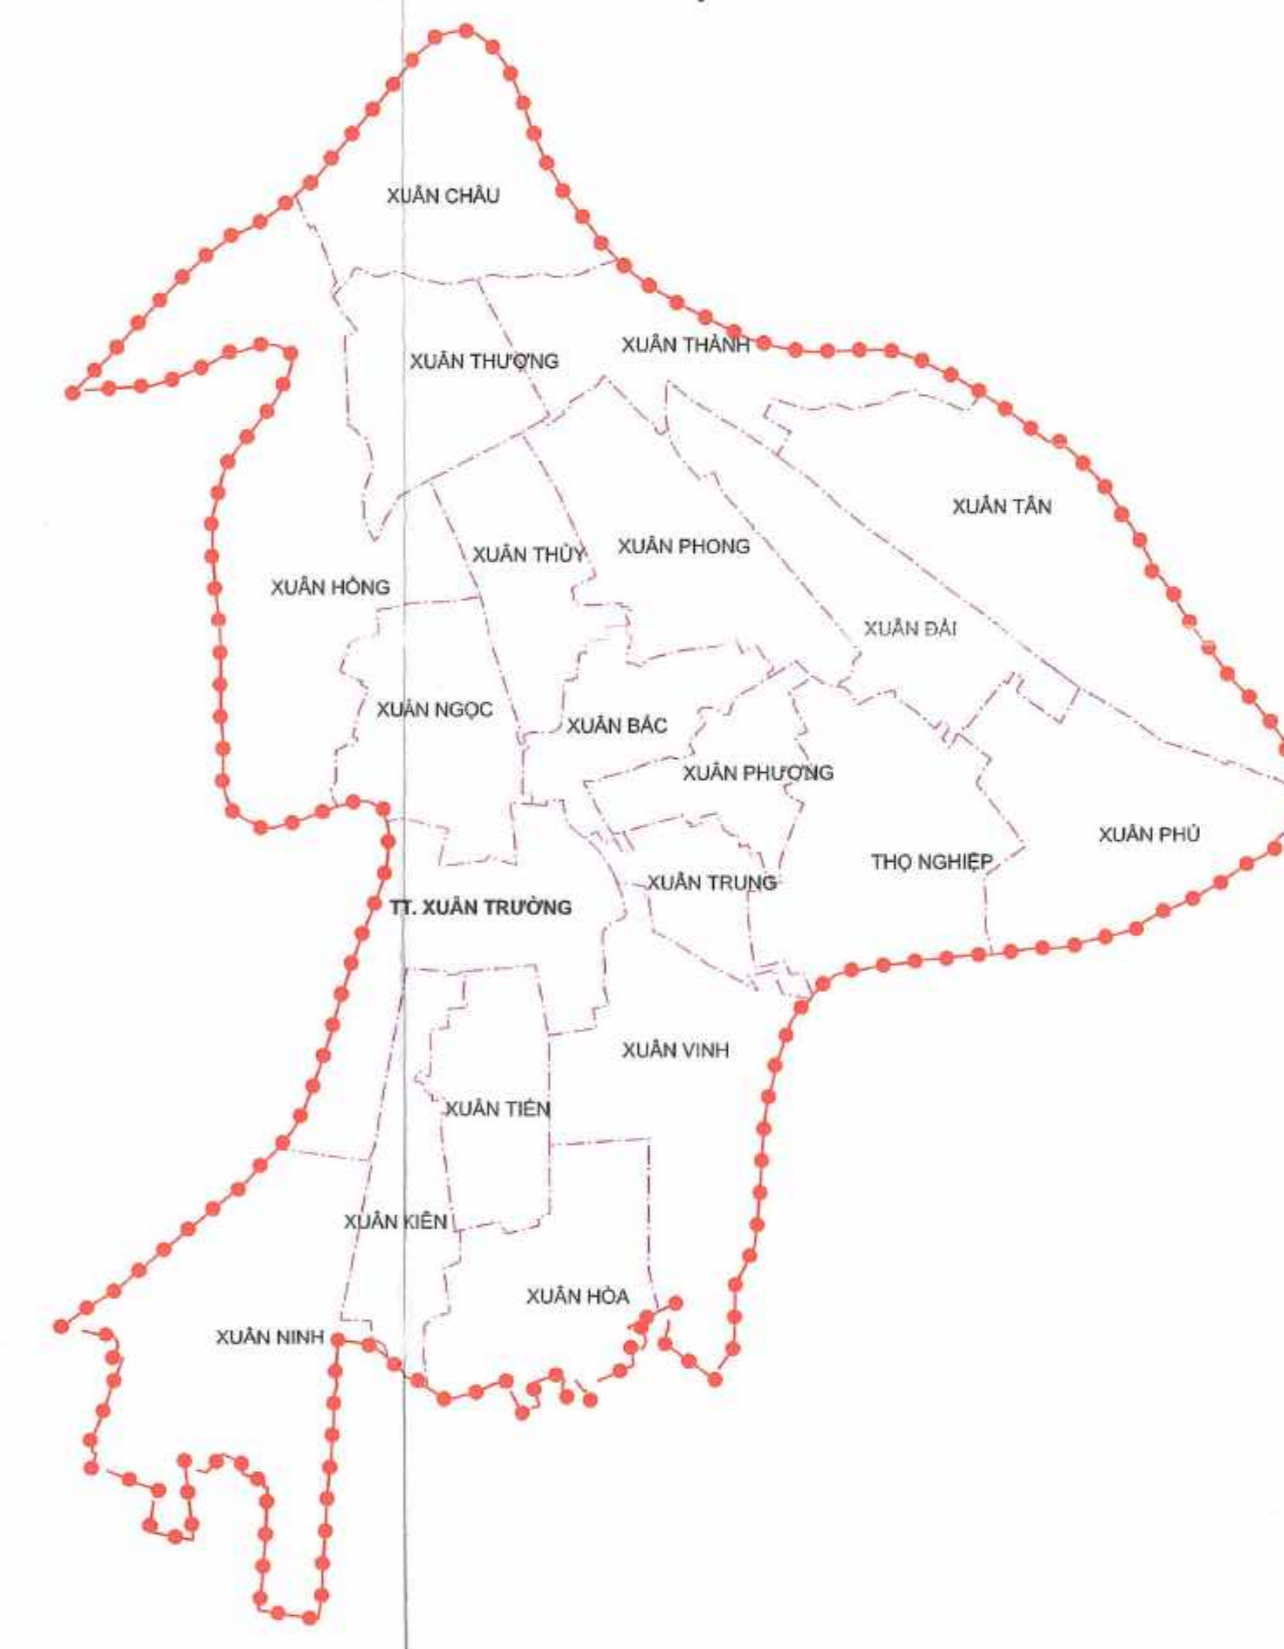 XUÂN CHÂU
XUÂN THƯỢNG
XUÂN THÀNH
XUÂN TÂN
XUÂN THỦY
XUÂN PHONG
XUÂN HỒNG
XUÂN ĐÀI
XUÂN NGỌC
XUÂN BẮC
XUÂN PHƯƠNG
XUÂN PHÚ
THỌ NGHIỆP
XUÂN TRUNG
TT. XUÂN TRƯỜNG
XUÂN VINH
XUÂN TIẾN
XUÂN KIÊN
XUÂN HÒA
XUÂN NINH